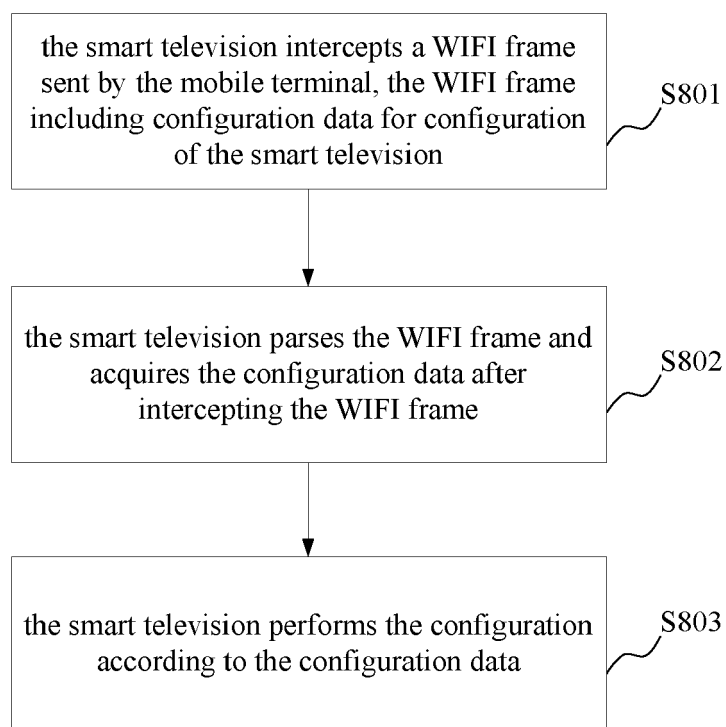 the smart television intercepts a WIFI frame
sent by the mobile terminal, the WIFI frame
including configuration data for configuration
of the smart television
S801
the smart television parses the WIFI frame and
acquires the configuration data after
intercepting the WIFI frame
S802
the smart television performs the configuration
according to the configuration data
S803